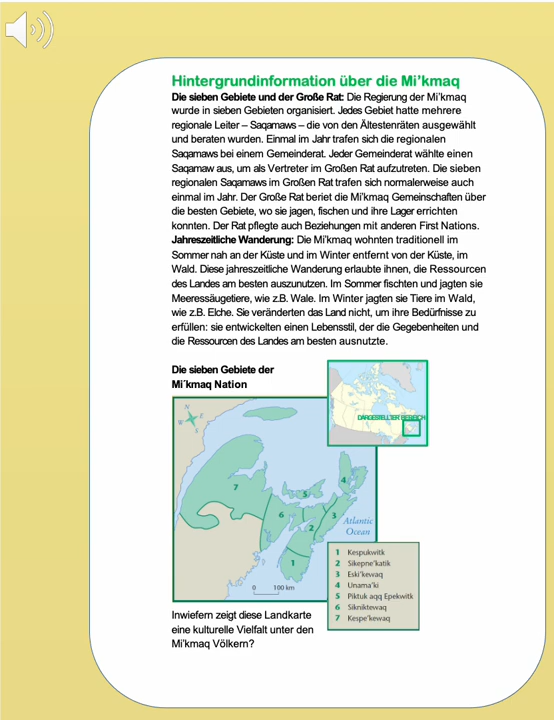 Hintergrundinformation über die Mi'kmaq
Die sieben Gebiete und der Große Rat: Die Regierung der Mi'kmaq
wurde in sieben Gebieten organisiert. Jedes Gebiet hatte mehrere
regionale Leiter – Saqamaws – die von den Ältestenräten ausgewählt
und beraten wurden. Einmal im Jahr trafen sich die regionalen
Saqamaws bei einem Gemeinderat. Jeder Gemeinderat wählte einen
Saqamaw aus, um als Vertreter im Großen Rat aufzutreten. Die sieben
regionalen Saqamaws im Großen Rat trafen sich normalerweise auch
einmal im Jahr. Der Große Rat beriet die Mi'kmaq Gemeinschaften über
die besten Gebiete, wo sie jagen, fischen und ihre Lager errichten
konnten. Der Rat pflegte auch Beziehungen mit anderen First Nations.
Jahreszeitliche Wanderung: Die Mi'kmaq wohnten traditionell im
Sommer nah an der Küste und im Winter entfernt von der Küste, im
Wald. Diese jahreszeitliche Wanderung erlaubte ihnen, die Ressourcen
des Landes am besten auszunutzen. Im Sommer fischten und jagten sie
Meeressäugetiere, wie z.B. Wale. Im Winter jagten sie Tiere im Wald,
wie z.B. Elche. Sie veränderten das Land nicht, um ihre Bedürfnisse zu
erfüllen: sie entwickelten einen Lebensstil, der die Gegebenheiten und
die Ressourcen des Landes am besten ausnutzte.
Die sieben Gebiete der
Mi´kmaq Nation
DARGESTELLTER BEREICH
N
W
E
S
7
6
5
4
3
2
1
Atlantic
Ocean
0 100 km
1 Kespukwitk
2 Sikepne'katik
3 Eski'kewaq
4 Unama'ki
5 Piktuk aqq Epekwitk
6 Sikniktewaq
7 Kespe'kewaq
Inwiefern zeigt diese Landkarte
eine kulturelle Vielfalt unter den
Mi'kmaq Völkern?